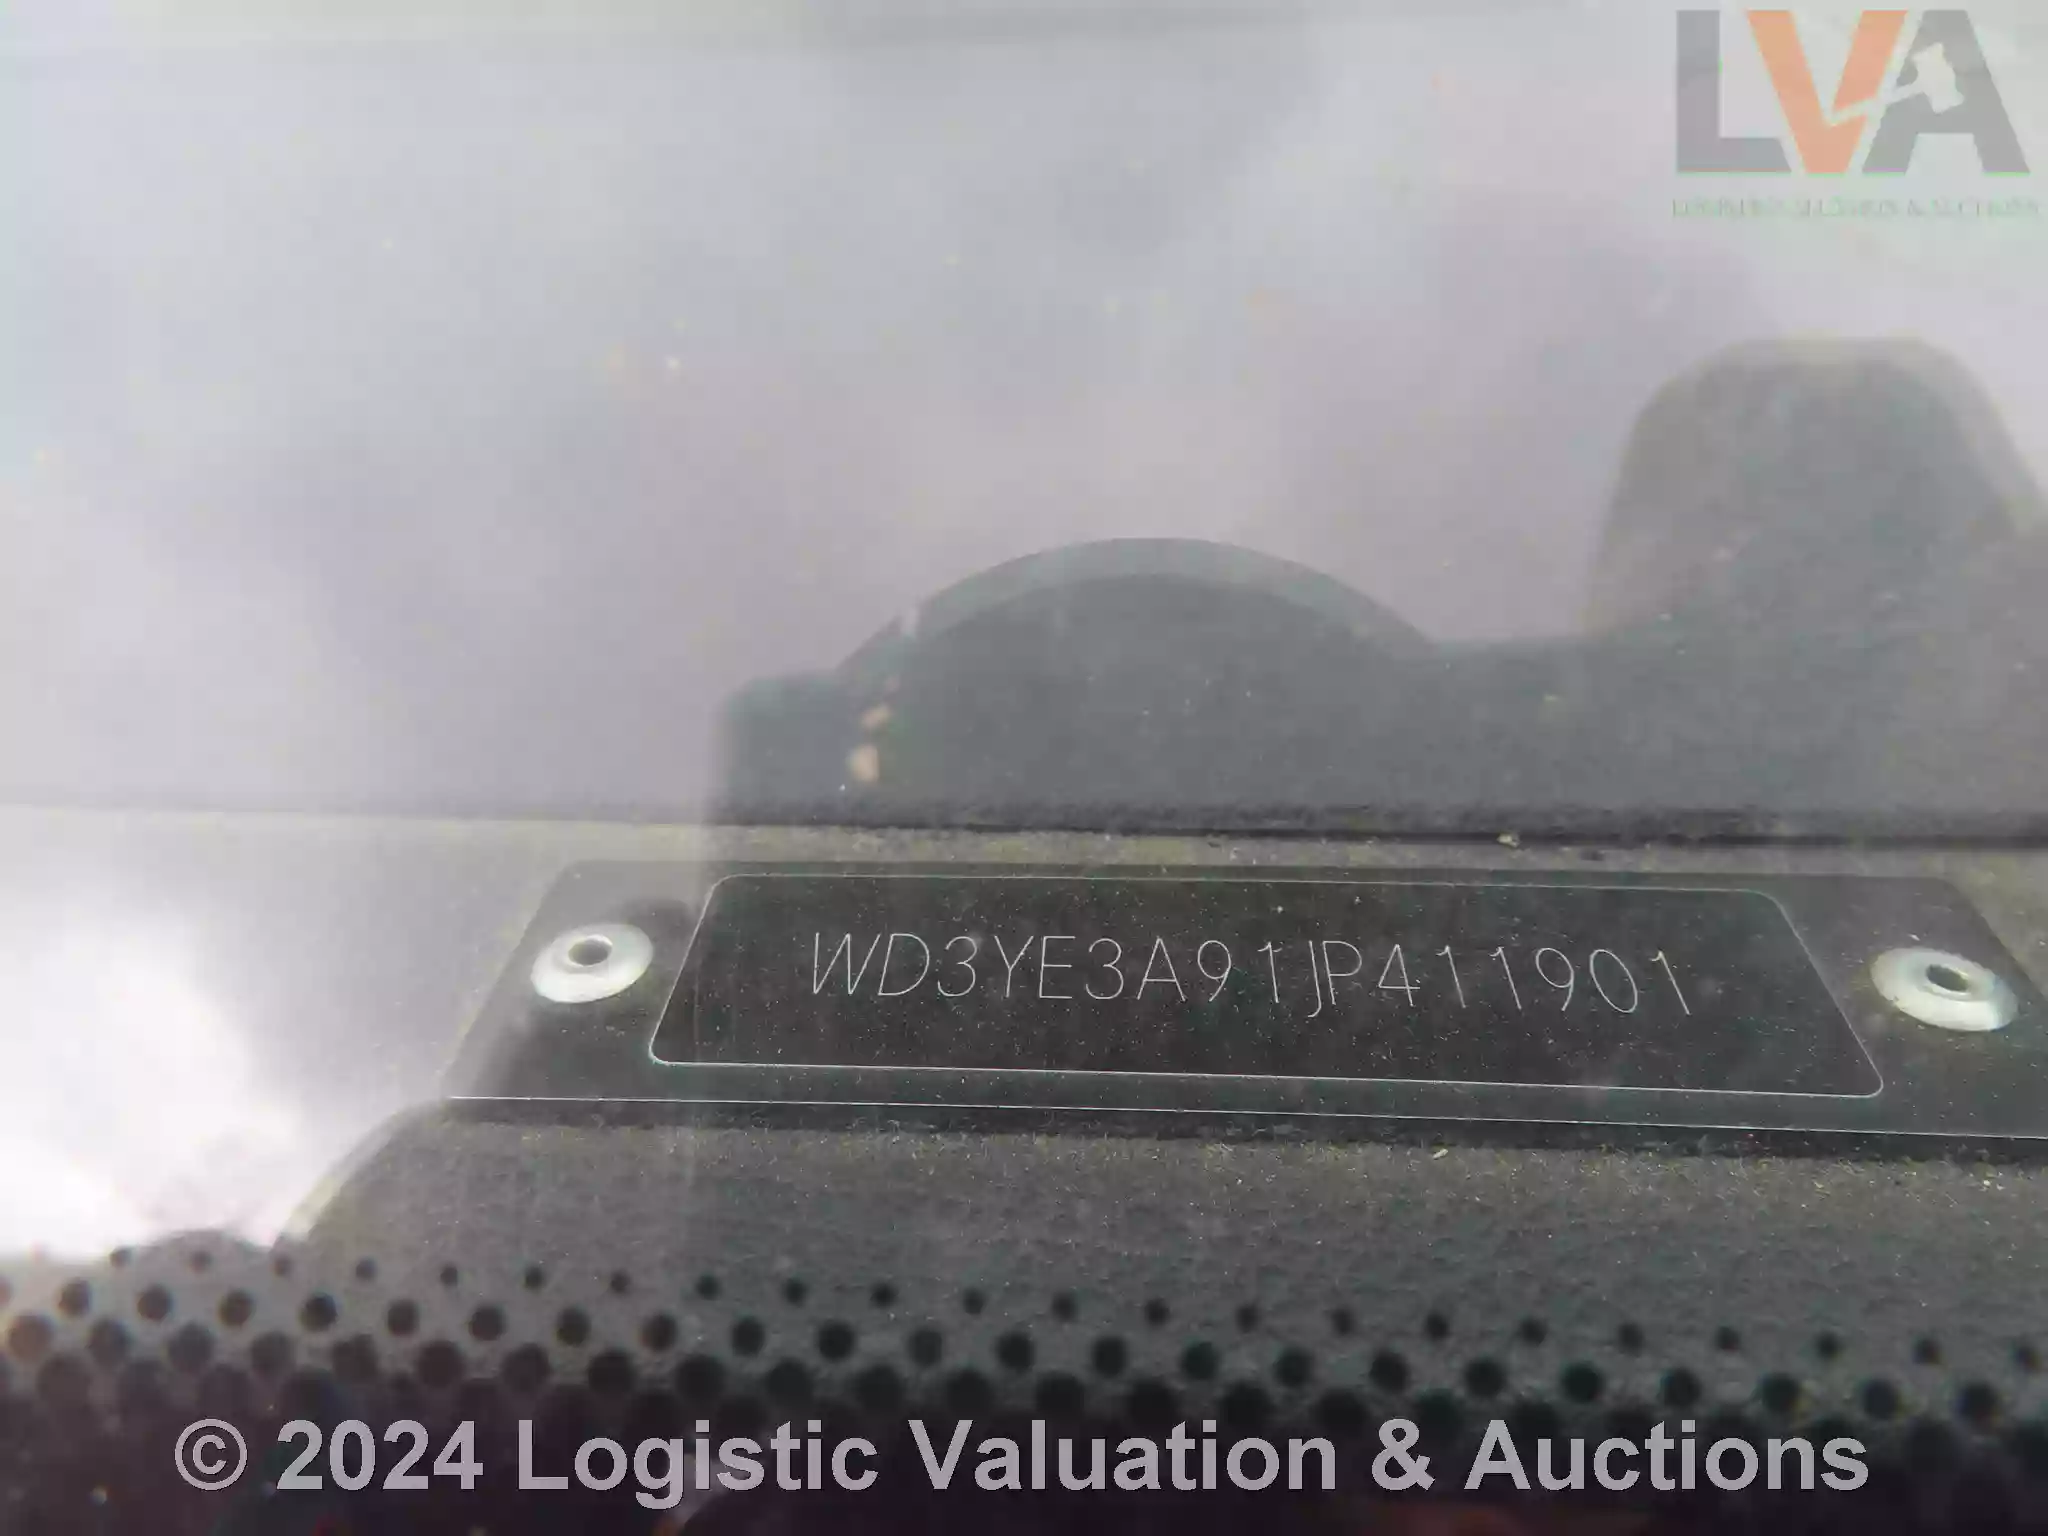 LVA
WD3YE3A91JP411901
© 2024 Logistic Valuation & Auctions